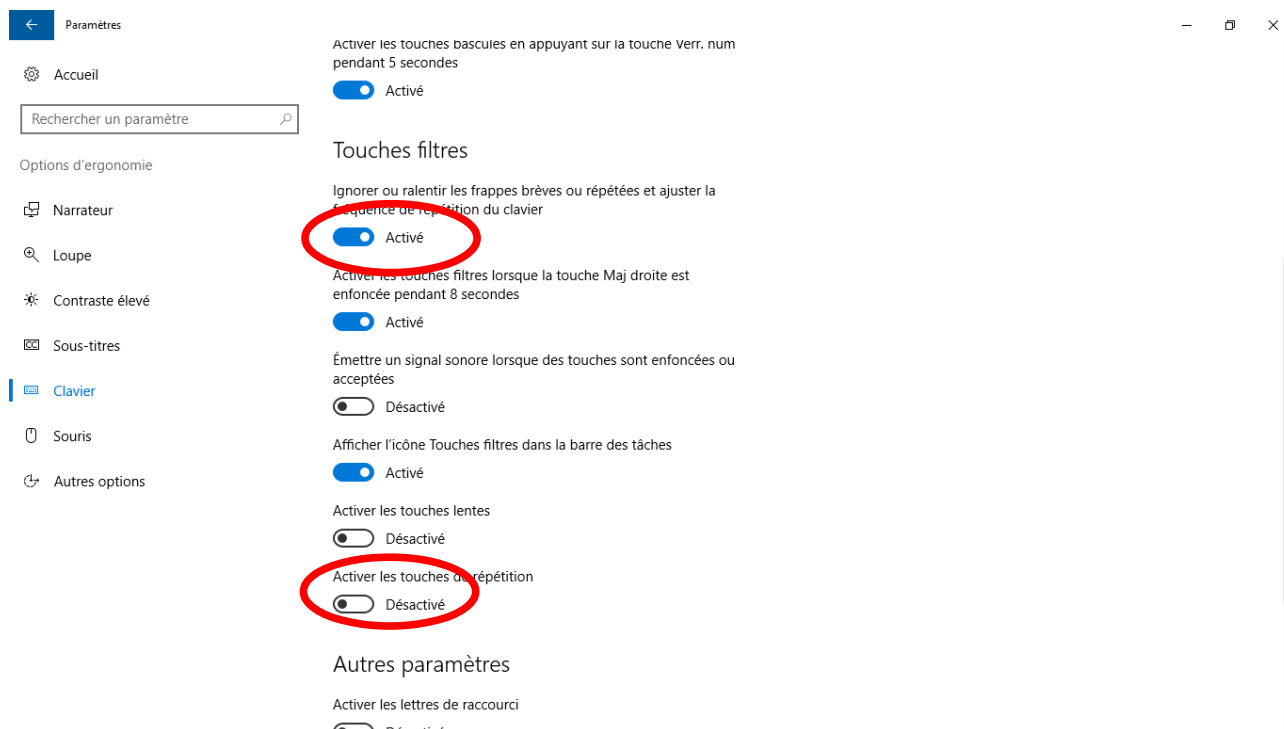 Paramètres
Accueil
Rechercher un paramètre
Options d'ergonomie
Narrateur
Loupe
Contraste élevé
Sous-titres
Clavier
Souris
Autres options
Activer les touches bascules en appuyant sur la touche Verr. num
pendant 5 secondes
Activé
Touches filtres
Ignorer ou ralentir les frappes brèves ou répétées et ajuster la
fréquence de répétition du clavier
Activé
Activer les touches filtres lorsque la touche Maj droite est
enfoncée pendant 8 secondes
Activé
Émettre un signal sonore lorsque des touches sont enfoncées ou
acceptées
Désactivé
Afficher l'icône Touches filtres dans la barre des tâches
Activé
Activer les touches lentes
Désactivé
Activer les touches de répétition
Désactivé
Autres paramètres
Activer les lettres de raccourci